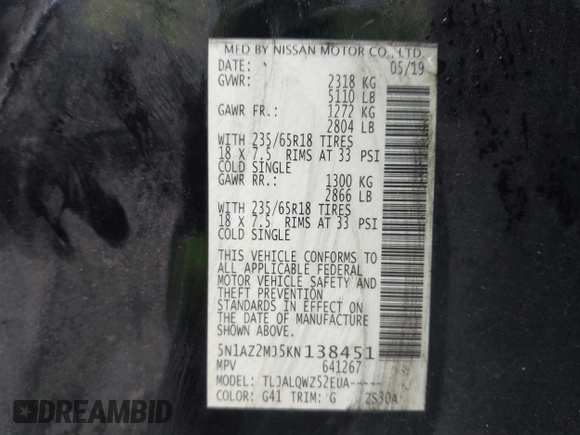 MFD BY NISSAN MOTOR CO., LTD.
DATE: 05/19
GVWR: 2318 KG
5110 LB
GAWR FR.: 1272 KG
2804 LB
WITH 235/65R18 TIRES
18 X 7.5 RIMS AT 33 PSI
COLD SINGLE
GAWR RR.: 1300 KG
2866 LB
WITH 235/65R18 TIRES
18 X 7.5 RIMS AT 33 PSI
COLD SINGLE
THIS VEHICLE CONFORMS TO
ALL APPLICABLE FEDERAL
MOTOR VEHICLE SAFETY AND
THEFT PREVENTION
STANDARDS IN EFFECT ON
THE DATE OF MANUFACTURE
SHOWN ABOVE.
5N1AZ2MJ5KN138451
MPV 641267
MODEL: TLJALQWZ52EUA-----
COLOR: G41 TRIM: G ZS30A
DREAMBID